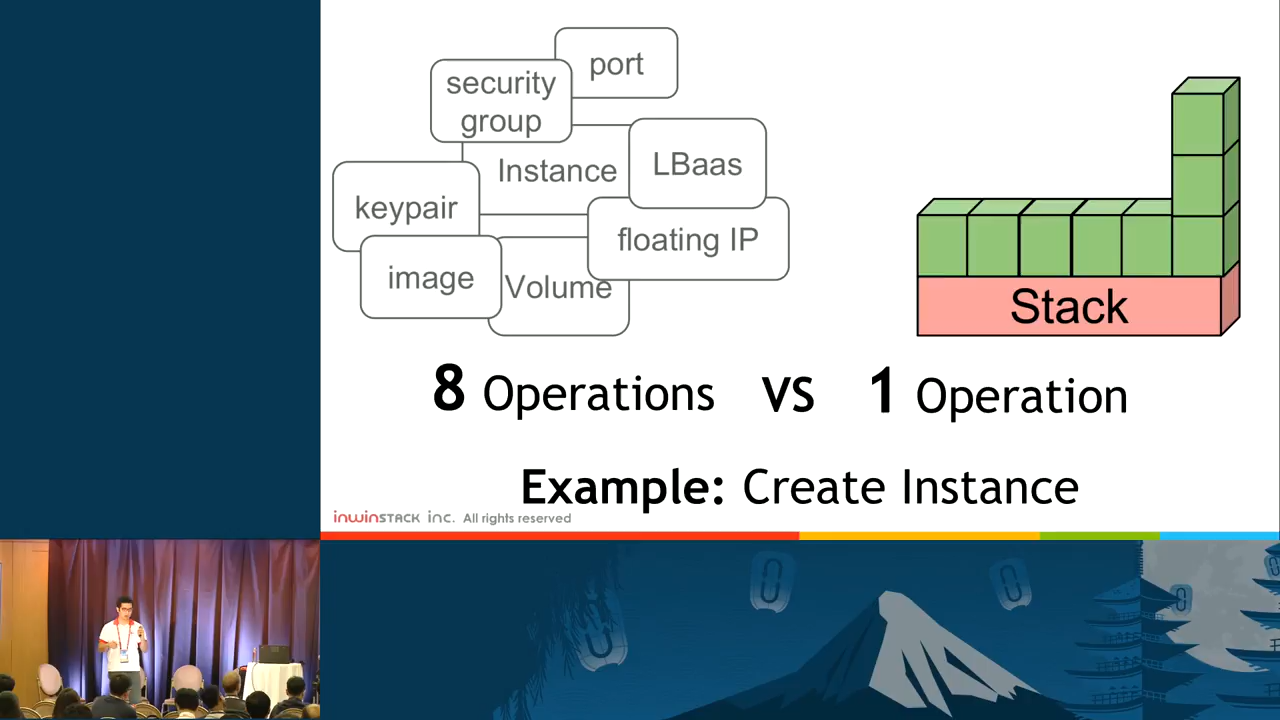 port
security
group
Instance
LBaas
keypair
floating IP
image
Volume
Stack
8 Operations VS 1 Operation
Example: Create Instance
inwinSTACK inc. All rights reserved